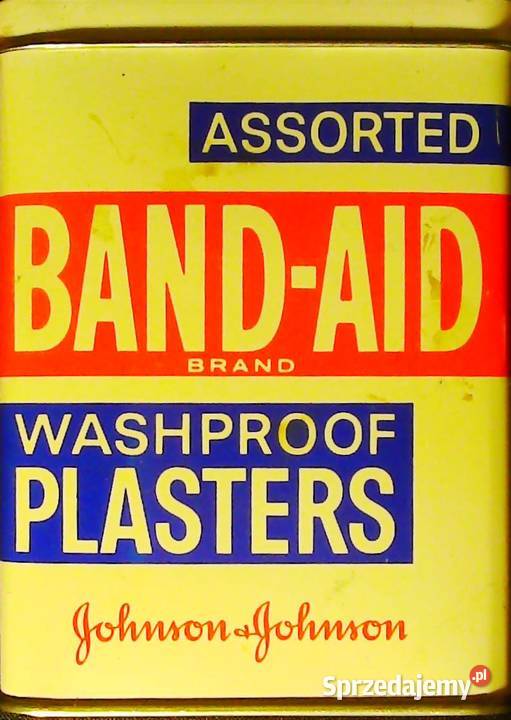 ASSORTED
BAND-AID
BRAND
WASHPROOF
PLASTERS
Johnson & Johnson
Sprzedajemy.pl